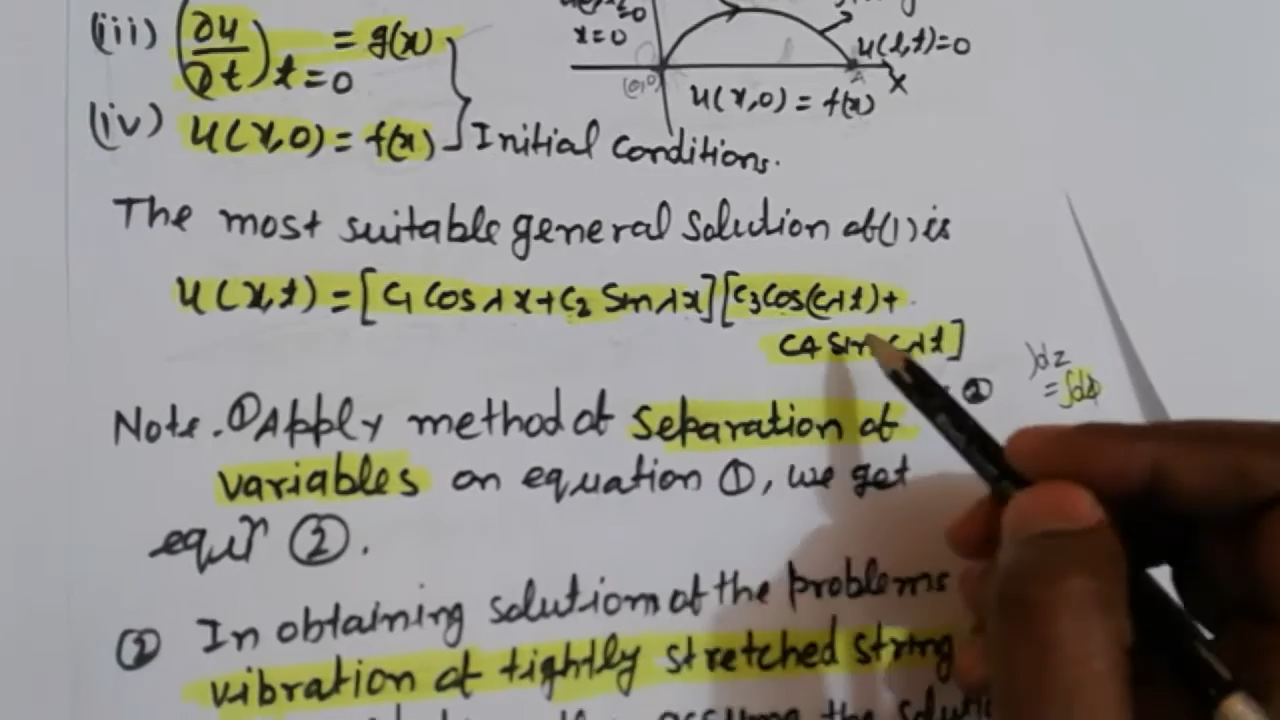 (iii) (∂u/∂t) t=0 = g(x)
(iv) u(x,0) = f(x)
Initial Conditions.
x=0
(0,0)
u(l,t)=0
A
X
u(x,0) = f(x)
The most suitable general solution of (1) is
u(x,t) = [C1 Cos λx + C2 Sin λx] [C3 Cos(cλt) +
C4 Sin cλt]
②
Note. ① Apply method of separation of
variables on equation ①, we get
equn ②.
② In obtaining solution of the problems
vibration of tightly stretched string
assume the